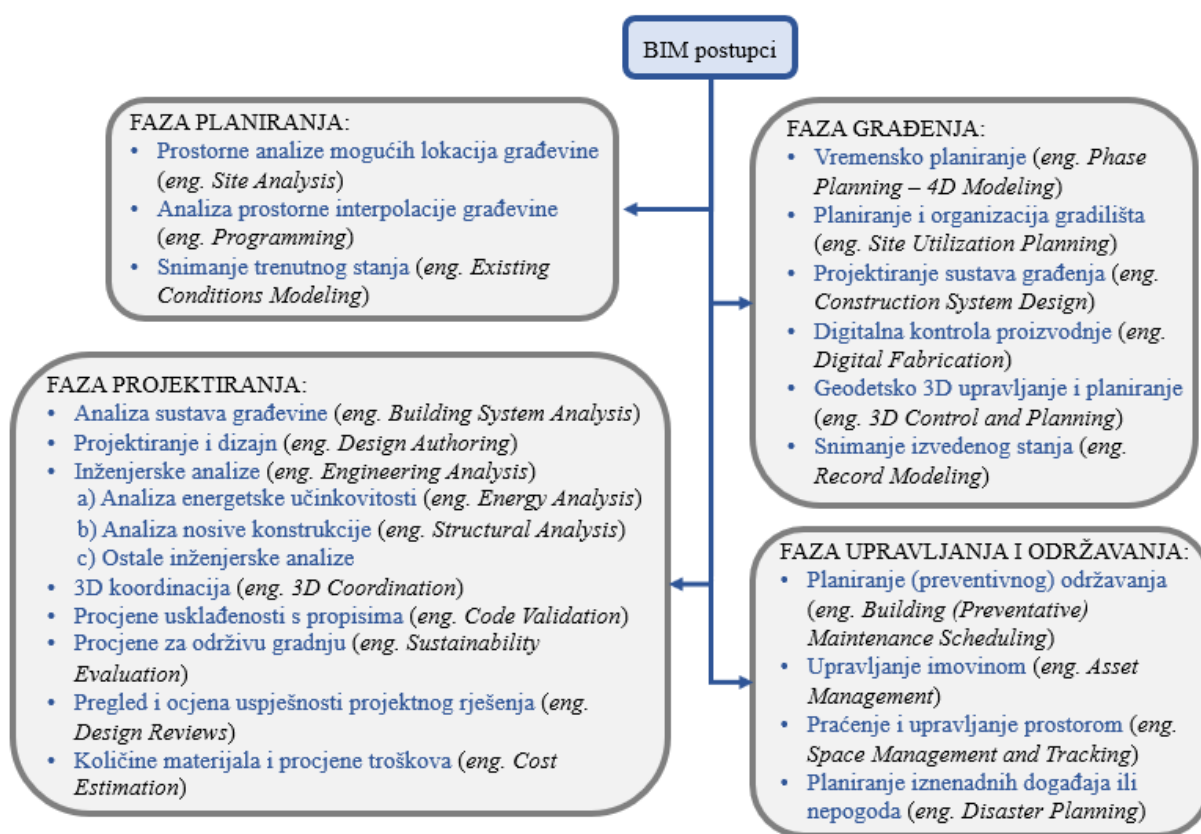 BIM postupci
FAZA PLANIRANJA:
• Prostorne analize mogućih lokacija građevine
(eng. Site Analysis)
• Analiza prostorne interpolacije građevine
(eng. Programming)
• Snimanje trenutnog stanja (eng. Existing
Conditions Modeling)
FAZA PROJEKTIRANJA:
• Analiza sustava građevine (eng. Building System Analysis)
• Projektiranje i dizajn (eng. Design Authoring)
• Inženjerske analize (eng. Engineering Analysis)
a) Analiza energetske učinkovitosti (eng. Energy Analysis)
b) Analiza nosive konstrukcije (eng. Structural Analysis)
c) Ostale inženjerske analize
• 3D koordinacija (eng. 3D Coordination)
• Procjene usklađenosti s propisima (eng. Code Validation)
• Procjene za održivu gradnju (eng. Sustainability
Evaluation)
• Pregled i ocjena uspješnosti projektnog rješenja (eng.
Design Reviews)
• Količine materijala i procjene troškova (eng. Cost
Estimation)
FAZA GRAĐENJA:
• Vremensko planiranje (eng. Phase
Planning – 4D Modeling)
• Planiranje i organizacija gradilišta
(eng. Site Utilization Planning)
• Projektiranje sustava građenja (eng.
Construction System Design)
• Digitalna kontrola proizvodnje (eng.
Digital Fabrication)
• Geodetsko 3D upravljanje i planiranje
(eng. 3D Control and Planning)
• Snimanje izvedenog stanja (eng.
Record Modeling)
FAZA UPRAVLJANJA I ODRŽAVANJA:
• Planiranje (preventivnog) održavanja
(eng. Building (Preventative)
Maintenance Scheduling)
• Upravljanje imovinom (eng. Asset
Management)
• Praćenje i upravljanje prostorom (eng.
Space Management and Tracking)
• Planiranje iznenadnih događaja ili
nepogoda (eng. Disaster Planning)